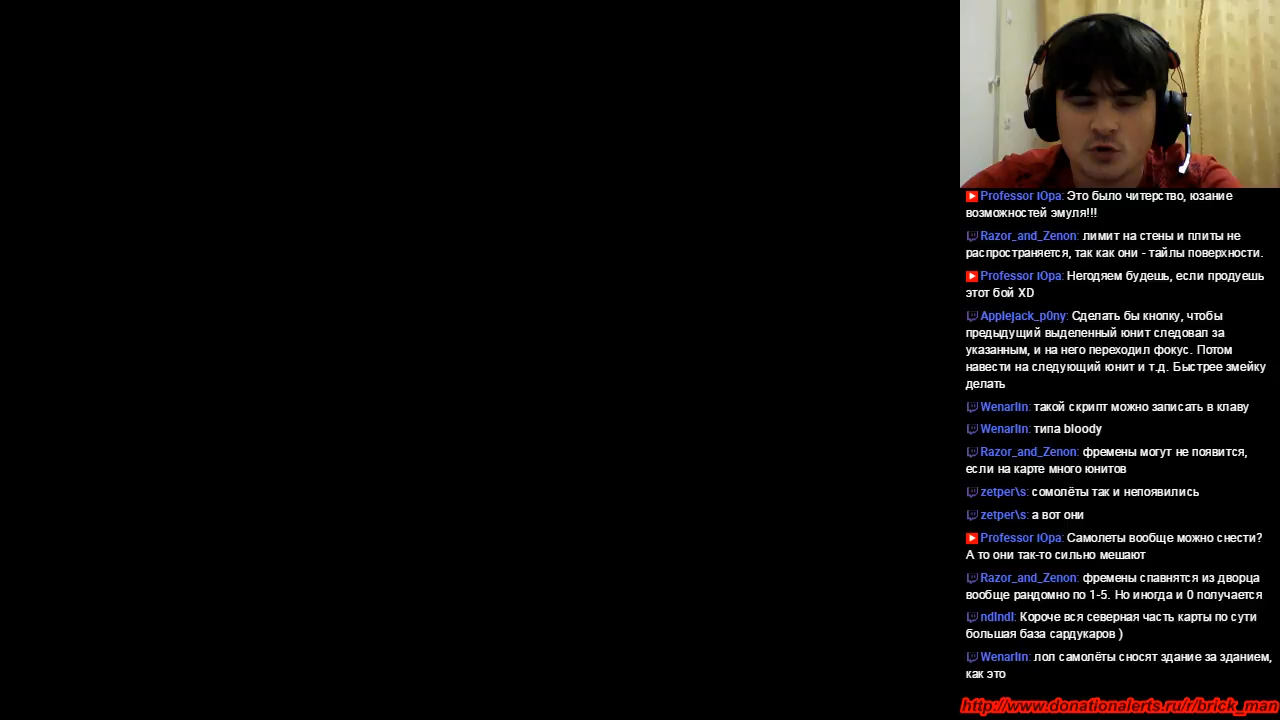 Professor iOpa: Это было читерство, юзание
возможностей эмуля!!!
Razor_and_Zenon: лимит на стены и плиты не
распространяется, так как они - тайлы поверхности.
Professor iOpa: Негодяем будешь, если продуешь
этот бой XD
Applejack_p0ny: Сделать бы кнопку, чтобы
предыдущий выделенный юнит следовал за
указанным, и на него переходил фокус. Потом
навести на следующий юнит и т.д. Быстрее змейку
делать
Wenarlin: такой скрипт можно записать в клаву
Wenarlin: типа bloody
Razor_and_Zenon: фремены могут не появится,
если на карте много юнитов
zetper\s: сомолёты так и непоявились
zetper\s: а вот они
Professor iOpa: Самолеты вообще можно снести?
А то они так-то сильно мешают
Razor_and_Zenon: фремены спавнятся из дворца
вообще рандомно по 1-5. Но иногда и 0 получается
ndlndl: Короче вся северная часть карты по сути
большая база сардукаров )
Wenarlin: лол самолёты сносят здание за зданием,
как это
http://www.donationalerts.ru/r/brick_man